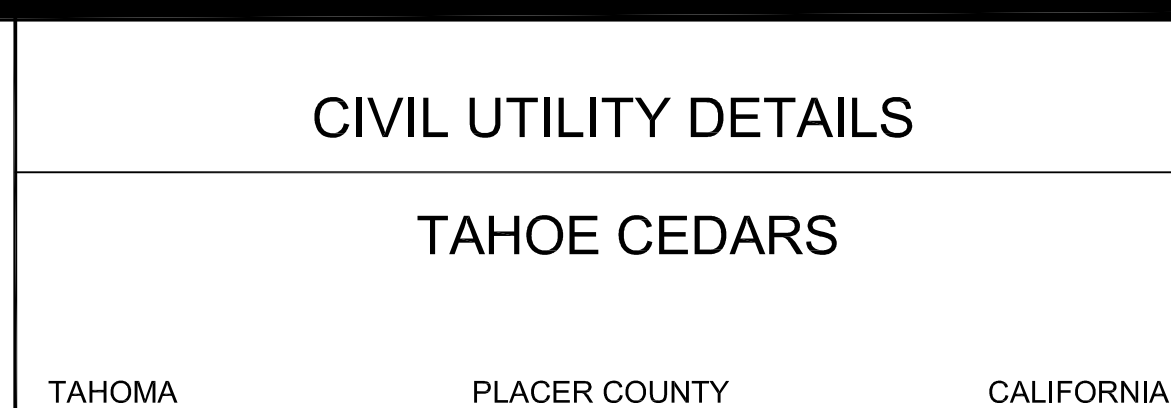 CIVIL UTILITY DETAILS
TAHOE CEDARS
TAHOMA PLACER COUNTY CALIFORNIA